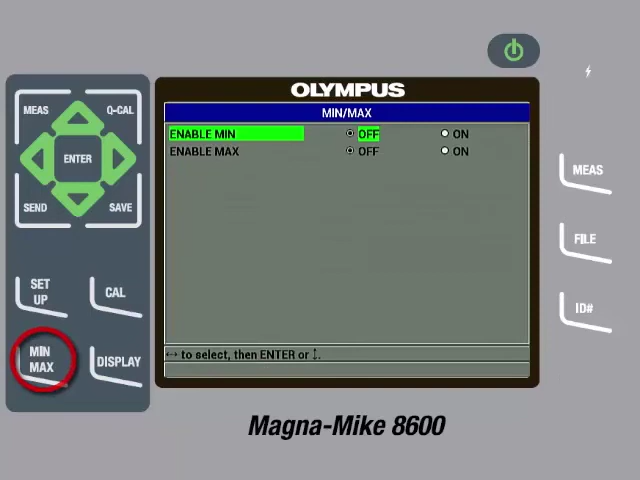 OLYMPUS
MEAS
Q-CAL
ENTER
SEND
SAVE
SET UP
CAL
MIN MAX
DISPLAY
MIN/MAX
ENABLE MIN OFF ON
ENABLE MAX OFF ON
↔ to select, then ENTER or ↕.
MEAS
FILE
ID#
Magna-Mike 8600